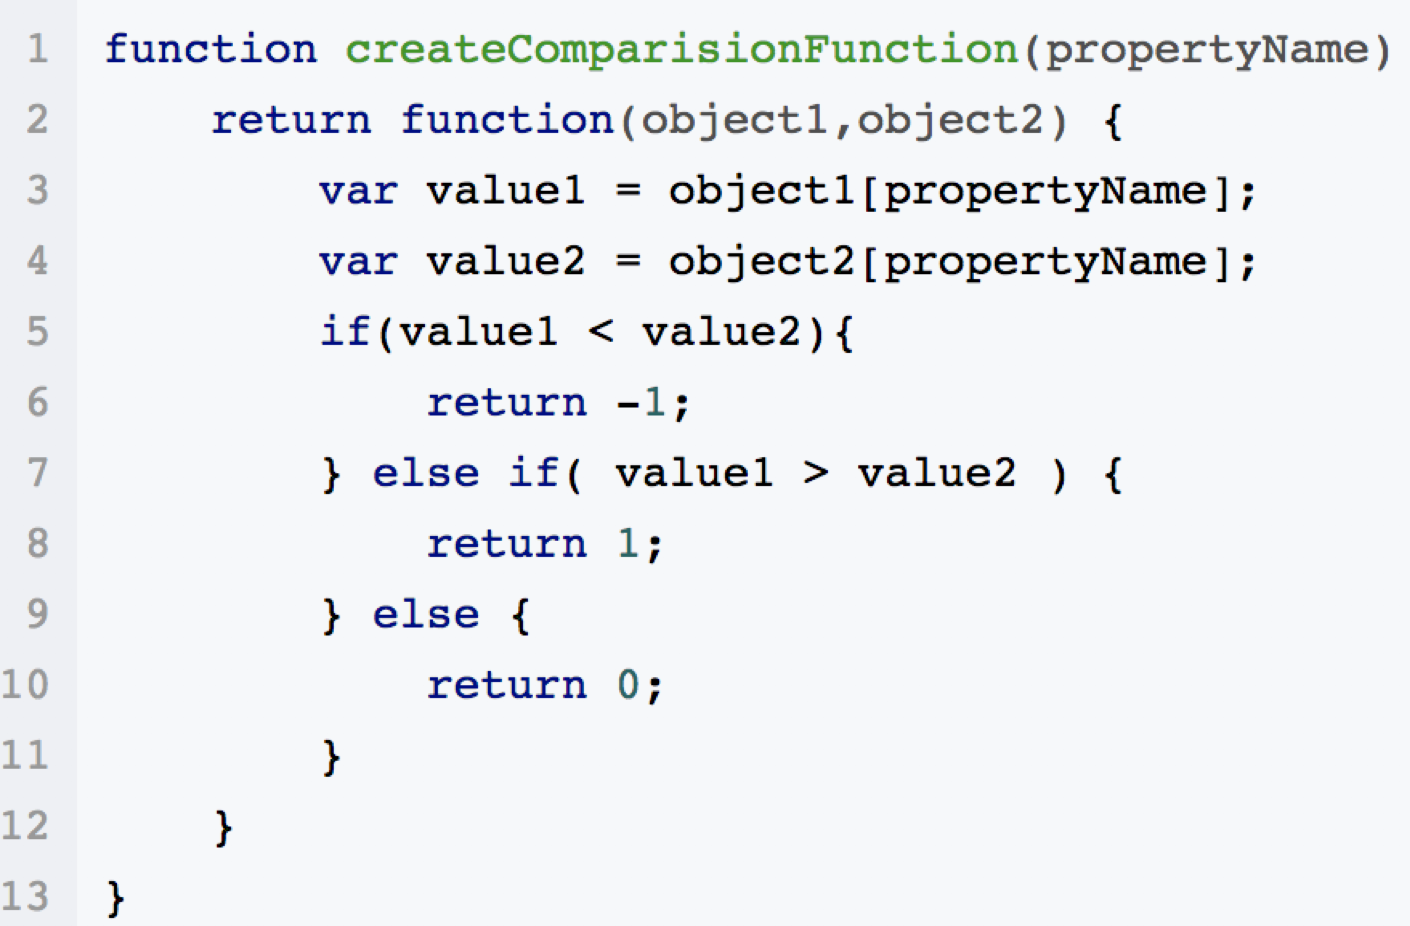 1 function createComparisionFunction(propertyName)
2 return function(object1,object2) {
3 var value1 = object1[propertyName];
4 var value2 = object2[propertyName];
5 if(value1 < value2){
6 return -1;
7 } else if( value1 > value2 ) {
8 return 1;
9 } else {
10 return 0;
11 }
12 }
13 }